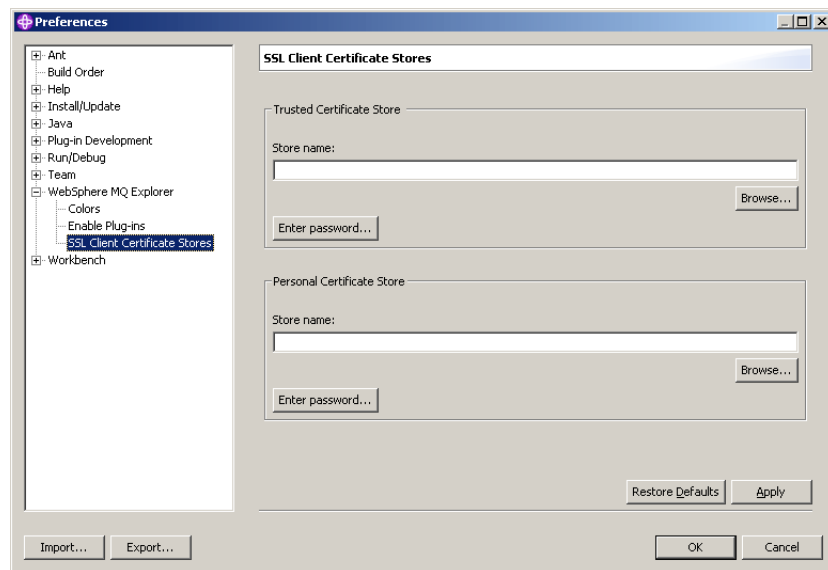 Preferences
Ant
Build Order
Help
Install/Update
Java
Plug-in Development
Run/Debug
Team
WebSphere MQ Explorer
Colors
Enable Plug-ins
SSL Client Certificate Stores
Workbench
SSL Client Certificate Stores
Trusted Certificate Store
Store name:
Browse...
Enter password...
Personal Certificate Store
Store name:
Browse...
Enter password...
Restore Defaults
Apply
Import...
Export...
OK
Cancel